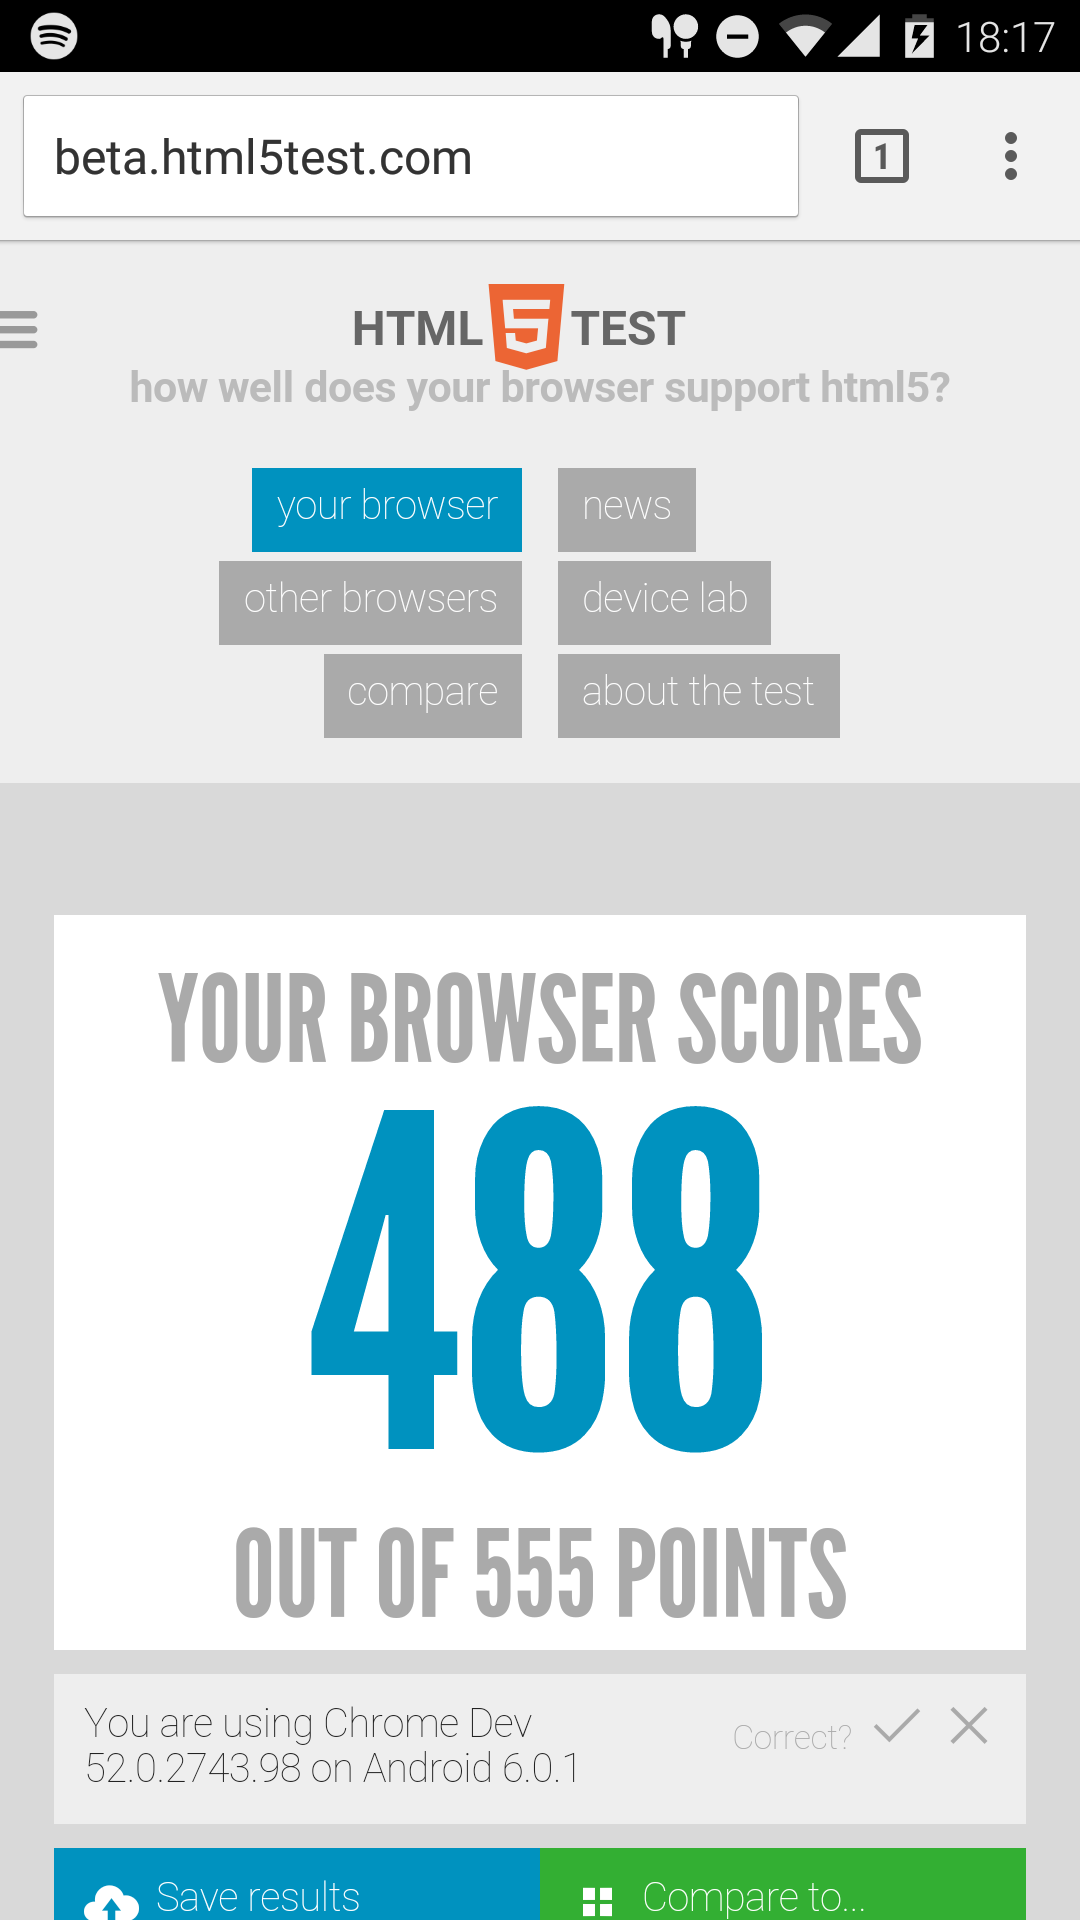 18:17
beta.html5test.com
1
HTML 5 TEST
how well does your browser support html5?
your browser
news
other browsers
device lab
compare
about the test
YOUR BROWSER SCORES
488
OUT OF 555 POINTS
You are using Chrome Dev
52.0.2743.98 on Android 6.0.1
Correct?
Save results
Compare to...